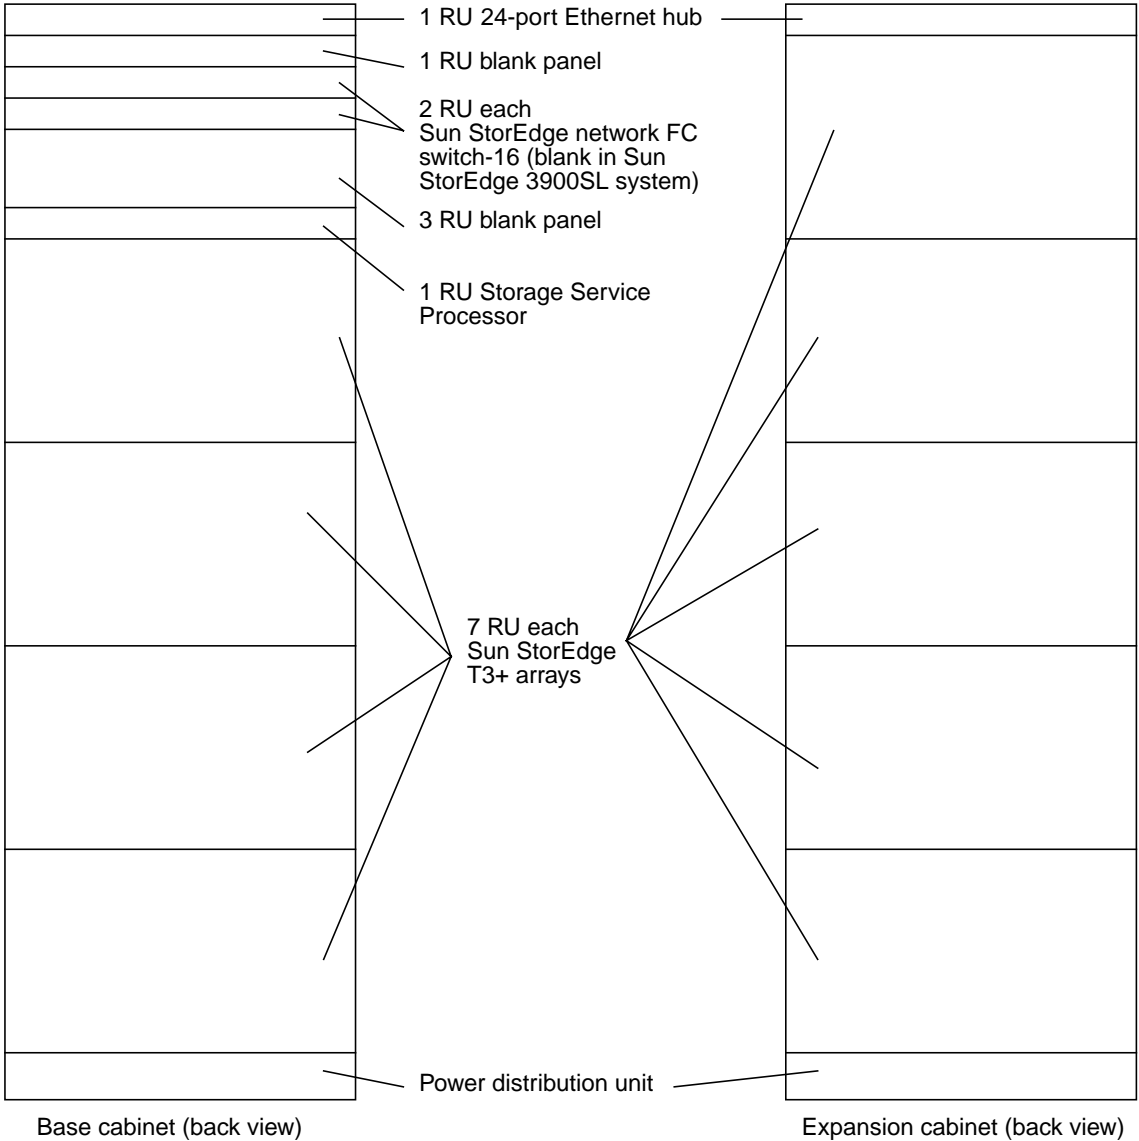 1 RU 24-port Ethernet hub
1 RU blank panel
2 RU each
Sun StorEdge network FC
switch-16 (blank in Sun
StorEdge 3900SL system)
3 RU blank panel
1 RU Storage Service
Processor
7 RU each
Sun StorEdge
T3+ arrays
Power distribution unit
Base cabinet (back view)
Expansion cabinet (back view)